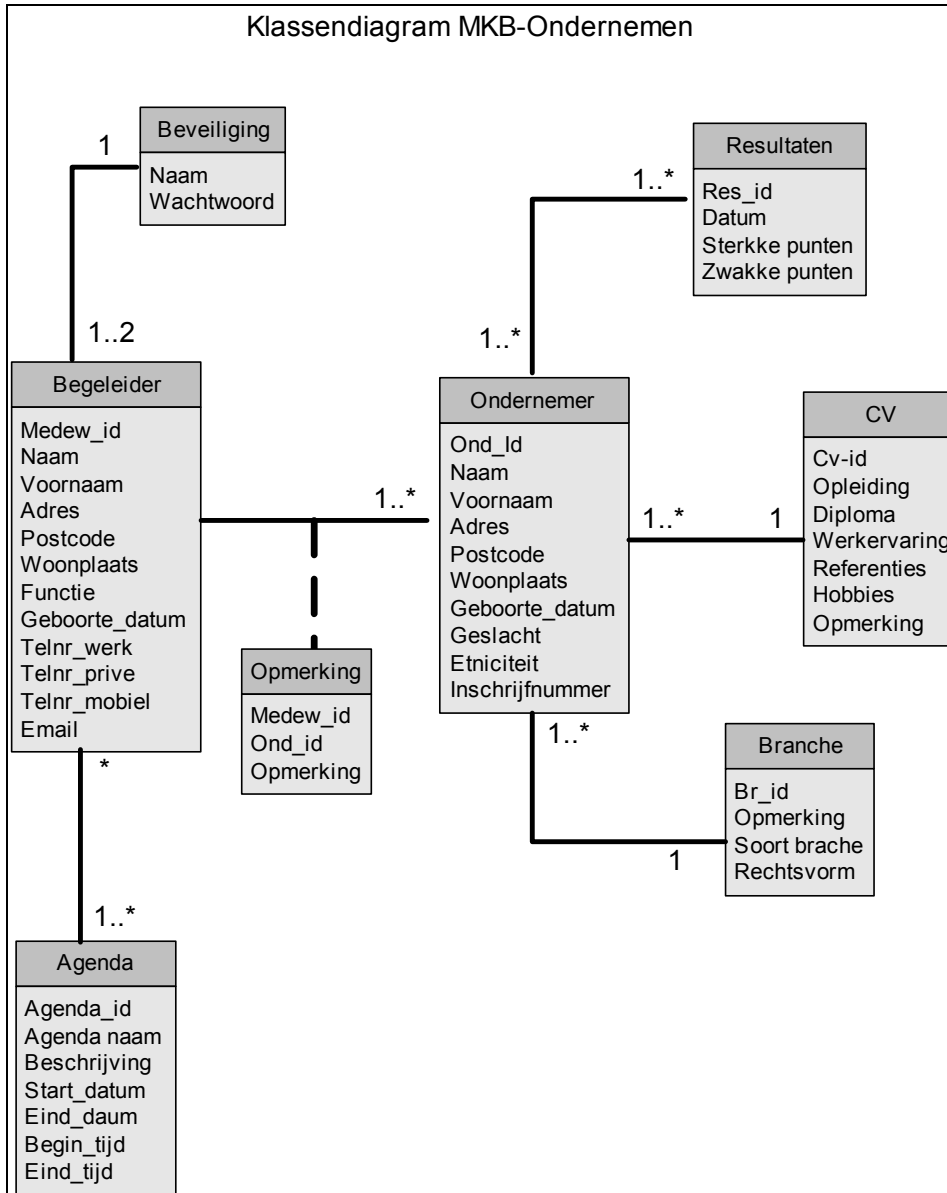 Klassendiagram MKB-Ondernemen
Beveiliging
Naam
Wachtwoord
1
1..2
Resultaten
Res_id
Datum
Sterkke punten
Zwakke punten
1..*
1..*
Begeleider
Medew_id
Naam
Voornaam
Adres
Postcode
Woonplaats
Functie
Geboorte_datum
Telnr_werk
Telnr_prive
Telnr_mobiel
Email
1..*
Ondernemer
Ond_Id
Naam
Voornaam
Adres
Postcode
Woonplaats
Geboorte_datum
Geslacht
Etniciteit
Inschrijfnummer
1..*
1
CV
Cv-id
Opleiding
Diploma
Werkervaring
Referenties
Hobbies
Opmerking
Opmerking
Medew_id
Ond_id
Opmerking
1..*
1
Branche
Br_id
Opmerking
Soort brache
Rechtsvorm
*
1..*
Agenda
Agenda_id
Agenda naam
Beschrijving
Start_datum
Eind_daum
Begin_tijd
Eind_tijd